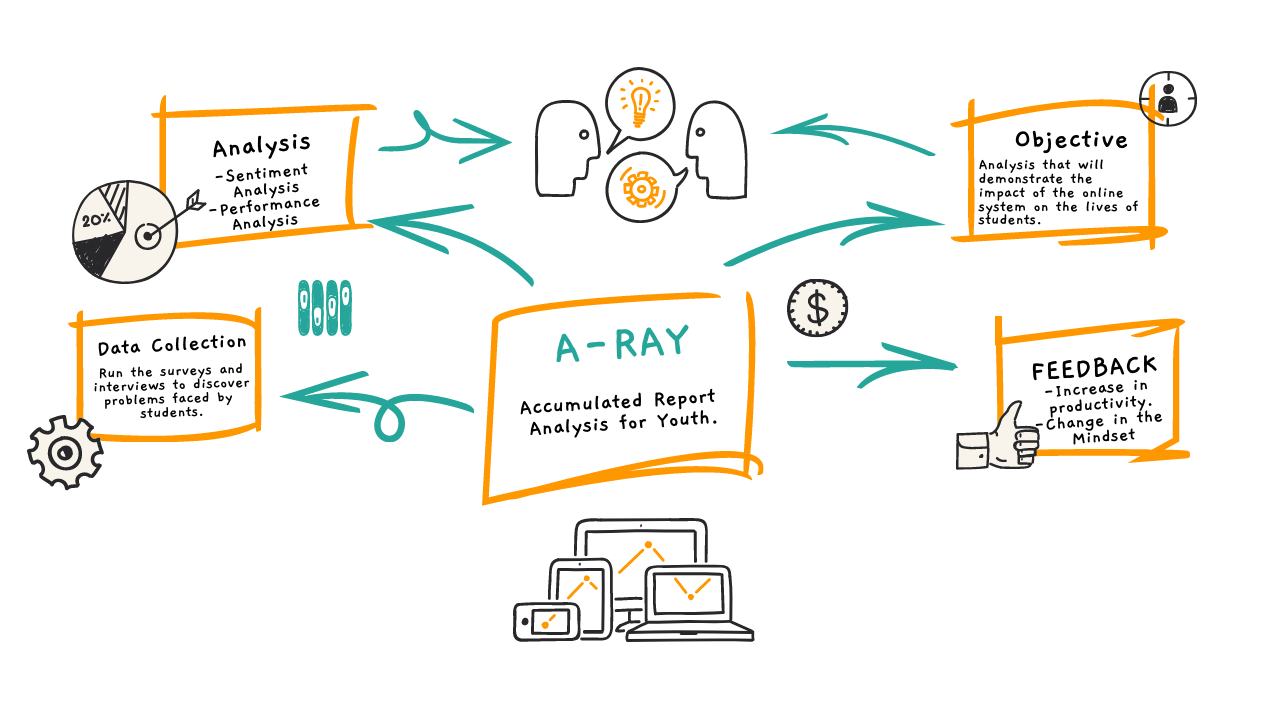 Analysis
-Sentiment
Analysis
-Performance
Analysis
20%
Objective
Analysis that will
demonstrate the
impact of the online
system on the lives of
students.
Data Collection
Run the surveys and
interviews to discover
problems faced by
students.
A-RAY
Accumulated Report
Analysis for Youth.
$
FEEDBACK
-Increase in
productivity.
-Change in the
Mindset